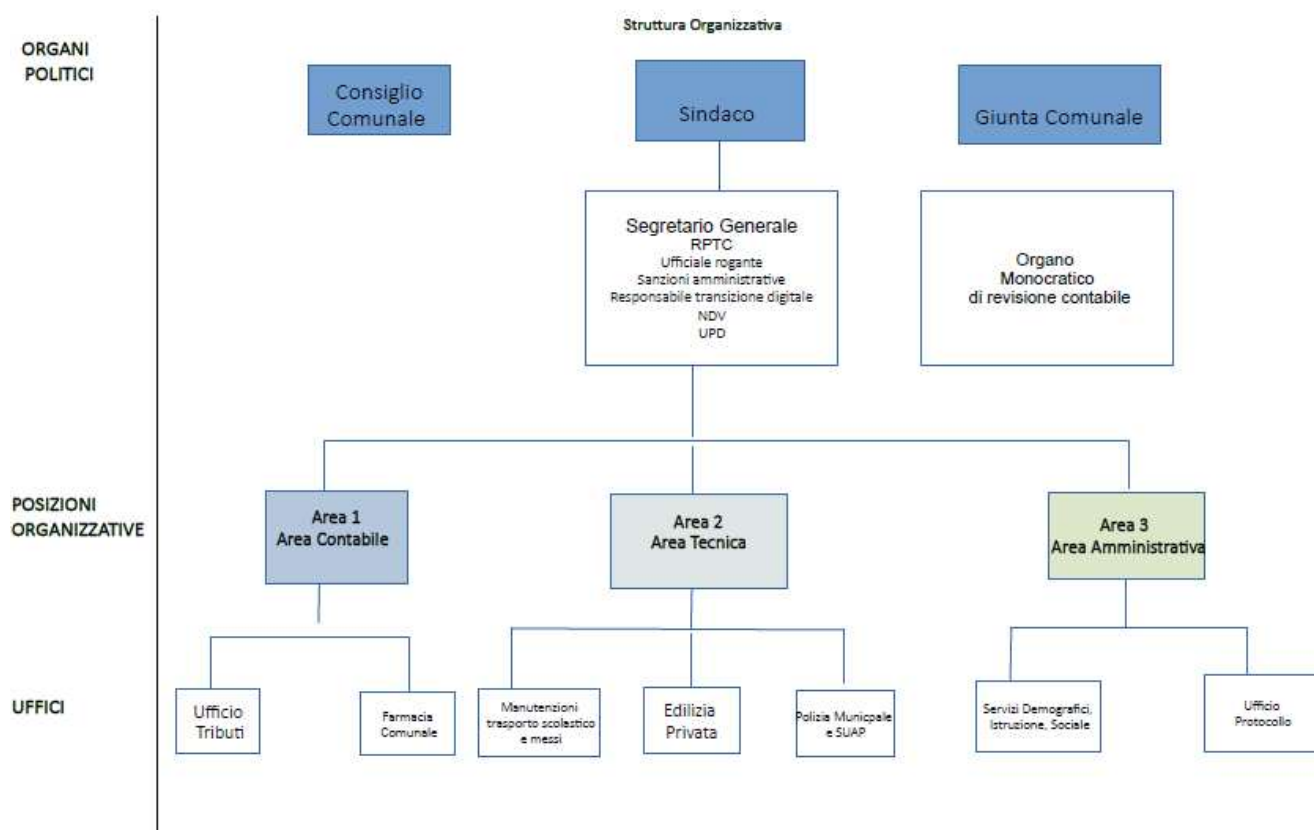 Struttura Organizzativa
ORGANI
POLITICI
Consiglio
Comunale
Sindaco
Giunta Comunale
Segretario Generale
RPTC
Ufficiale rogante
Sanzioni amministrative
Responsabile transizione digitale
NDV
UPD
Organo
Monocratico
di revisione contabile
POSIZIONI
ORGANIZZATIVE
Area 1
Area Contabile
Area 2
Area Tecnica
Area 3
Area Amministrativa
UFFICI
Ufficio
Tributi
Farmacia
Comunale
Manutenzioni
trasporto scolastico
e messi
Edilizia
Privata
Polizia Municpale
e SUAP
Servizi Demografici,
Istruzione, Sociale
Ufficio
Protocollo